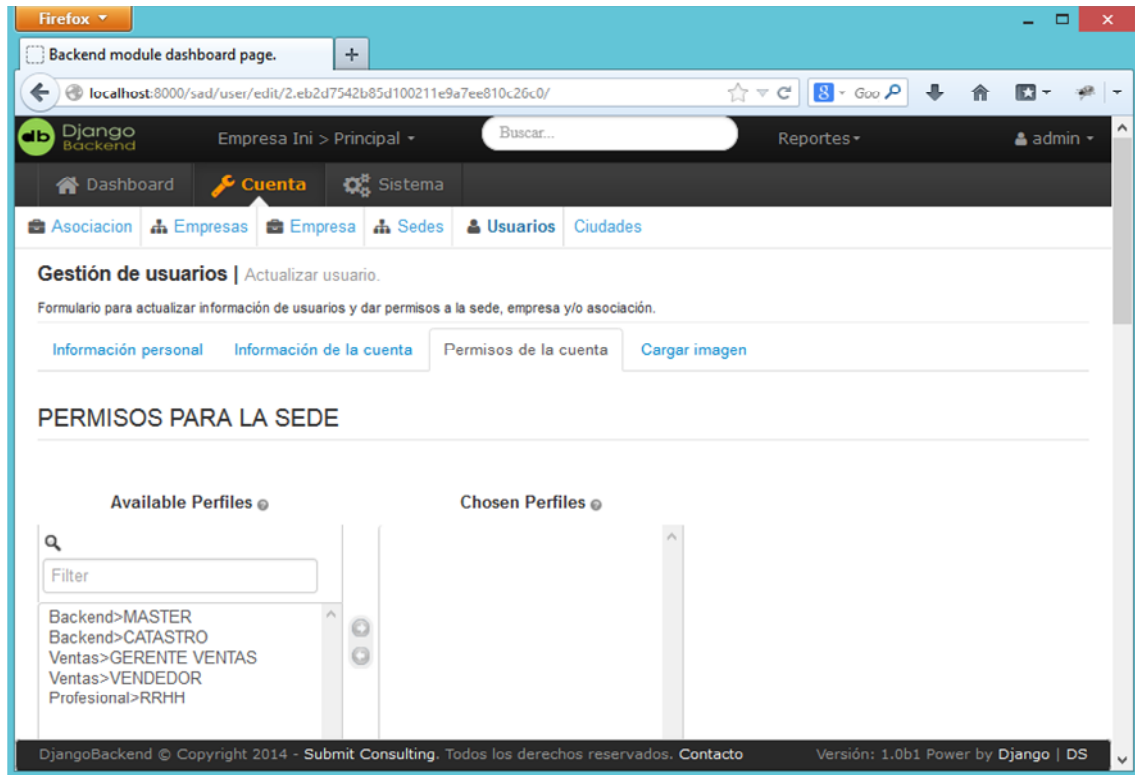 Firefox
Backend module dashboard page.
localhost:8000/sad/user/edit/2.eb2d7542b85d100211e9a7ee810c26c0/
8 Goo
db Django Backend
Empresa Ini > Principal
Buscar...
Reportes
admin
Dashboard Cuenta Sistema
Asociacion Empresas Empresa Sedes Usuarios Ciudades
Gestión de usuarios | Actualizar usuario.
Formulario para actualizar información de usuarios y dar permisos a la sede, empresa y/o asociación.
Información personal Información de la cuenta Permisos de la cuenta Cargar imagen
PERMISOS PARA LA SEDE
Available Perfiles ? Chosen Perfiles ?
Filter
Backend>MASTER
Backend>CATASTRO
Ventas>GERENTE VENTAS
Ventas>VENDEDOR
Profesional>RRHH
DjangoBackend © Copyright 2014 - Submit Consulting. Todos los derechos reservados. Contacto Versión: 1.0b1 Power by Django | DS